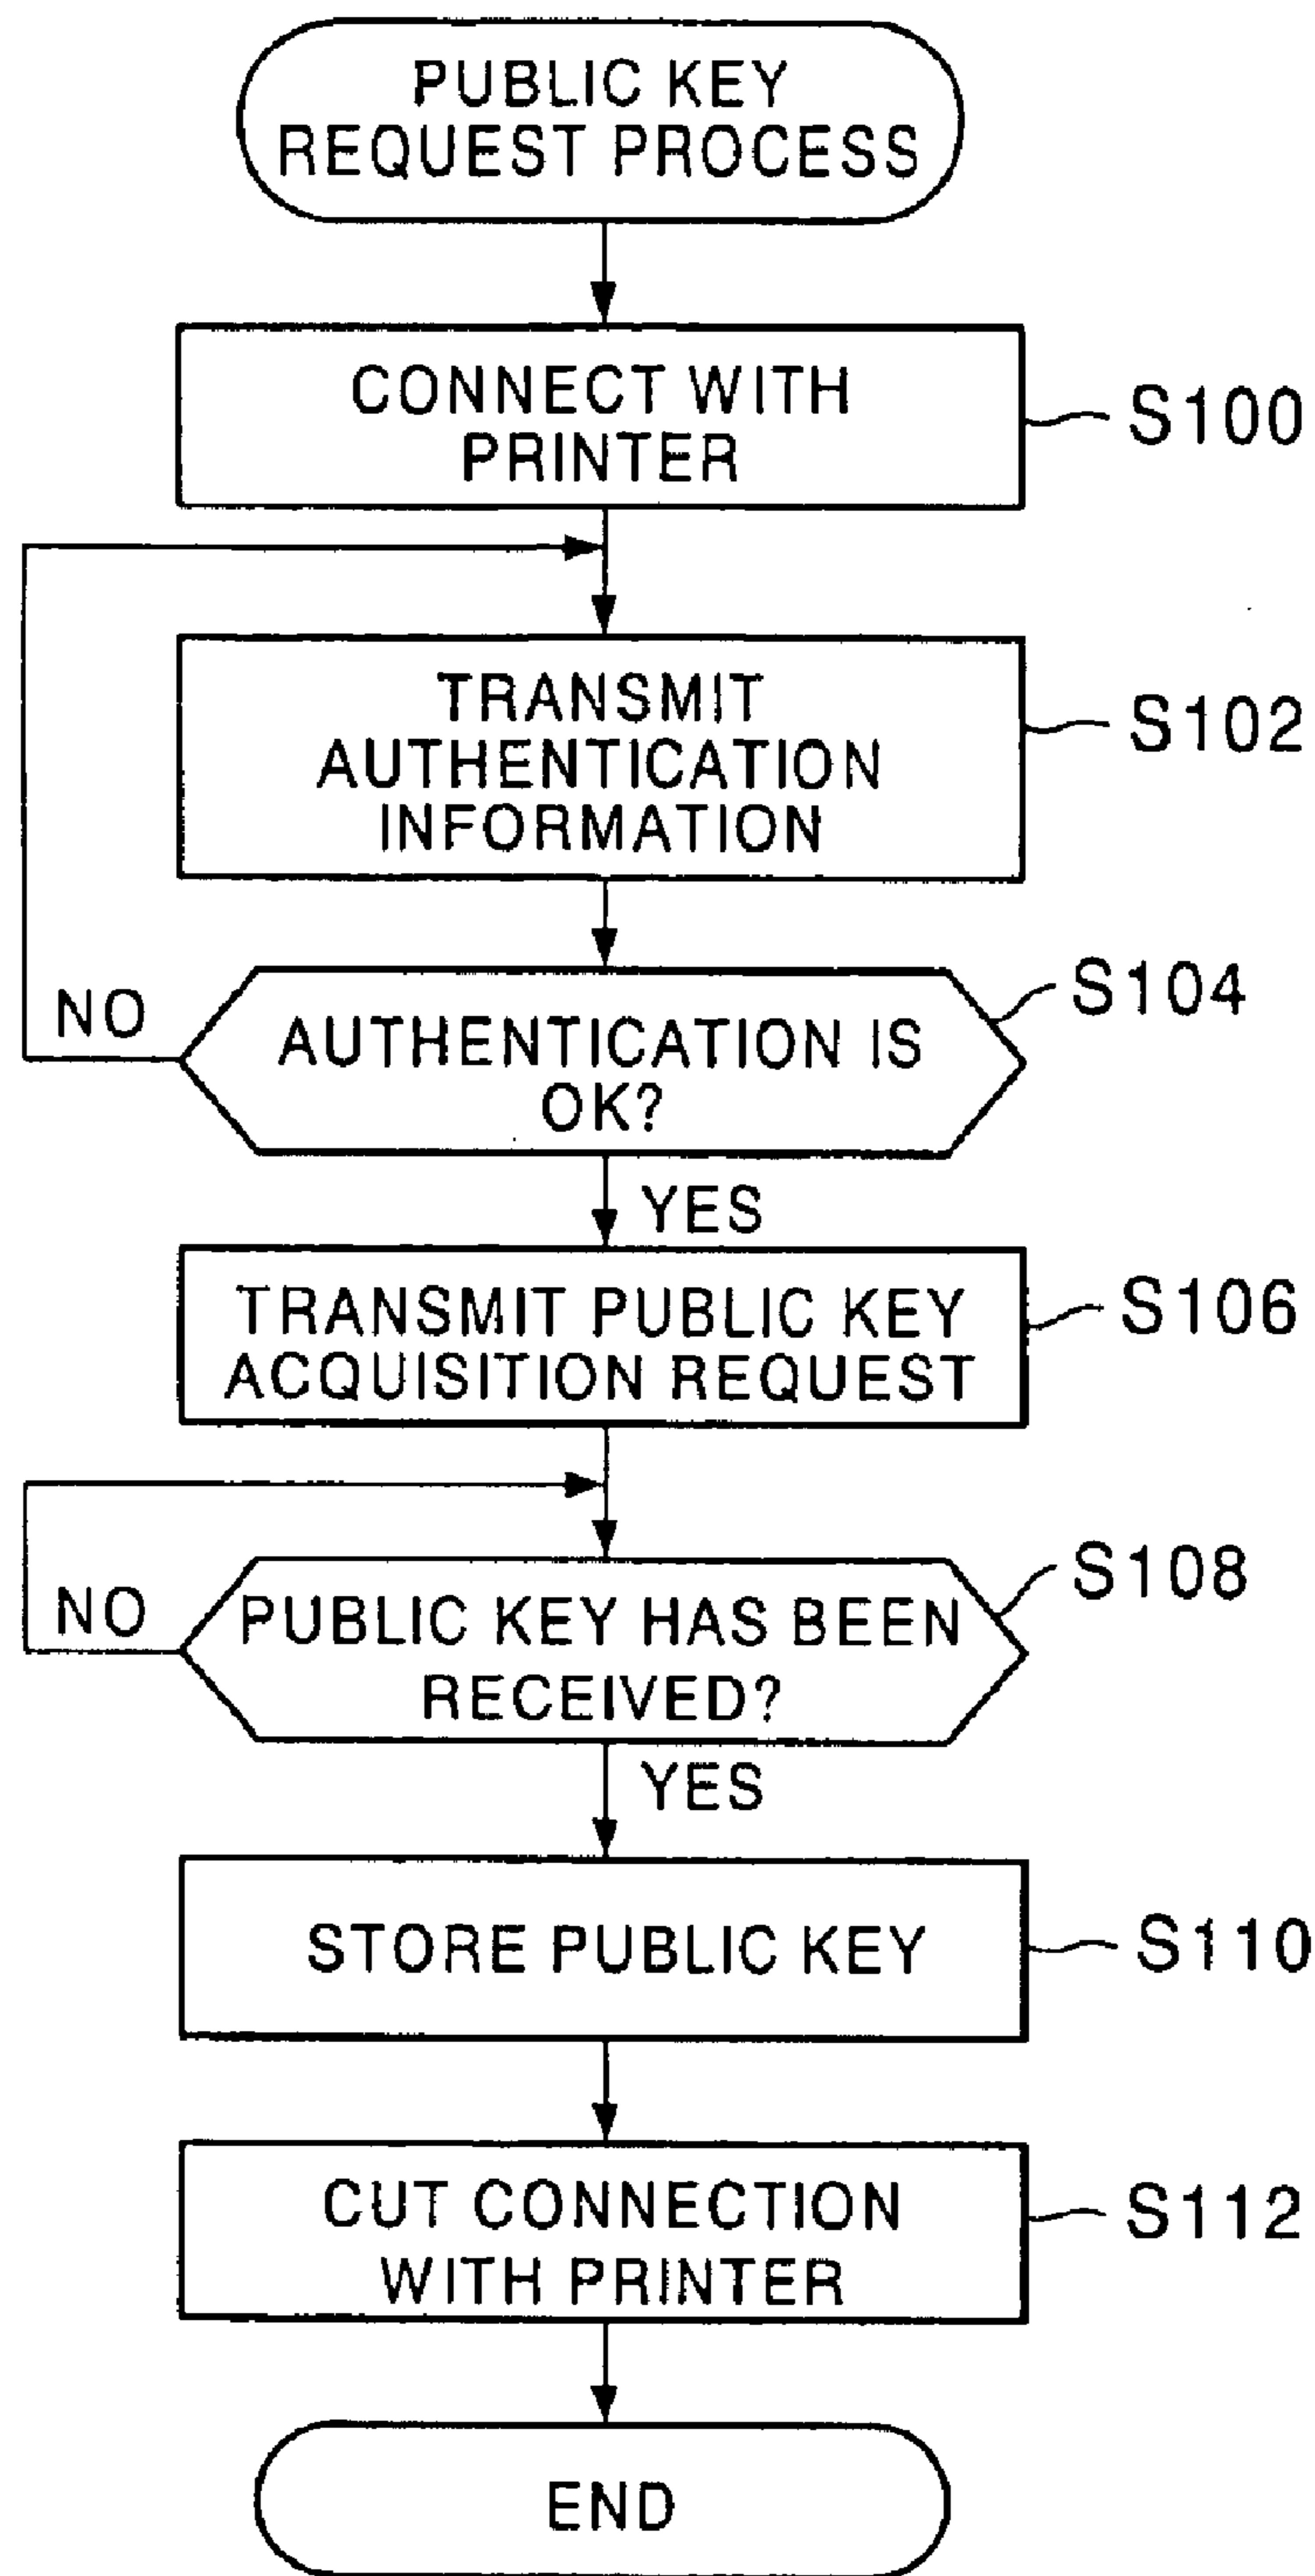 PUBLIC KEY
REQUEST PROCESS
CONNECT WITH
PRINTER
S100
TRANSMIT
AUTHENTICATION
INFORMATION
S102
S104
NO
AUTHENTICATION IS
OK?
YES
TRANSMIT PUBLIC KEY
ACQUISITION REQUEST
S106
S108
NO
PUBLIC KEY HAS BEEN
RECEIVED?
YES
STORE PUBLIC KEY
S110
CUT CONNECTION
WITH PRINTER
S112
END